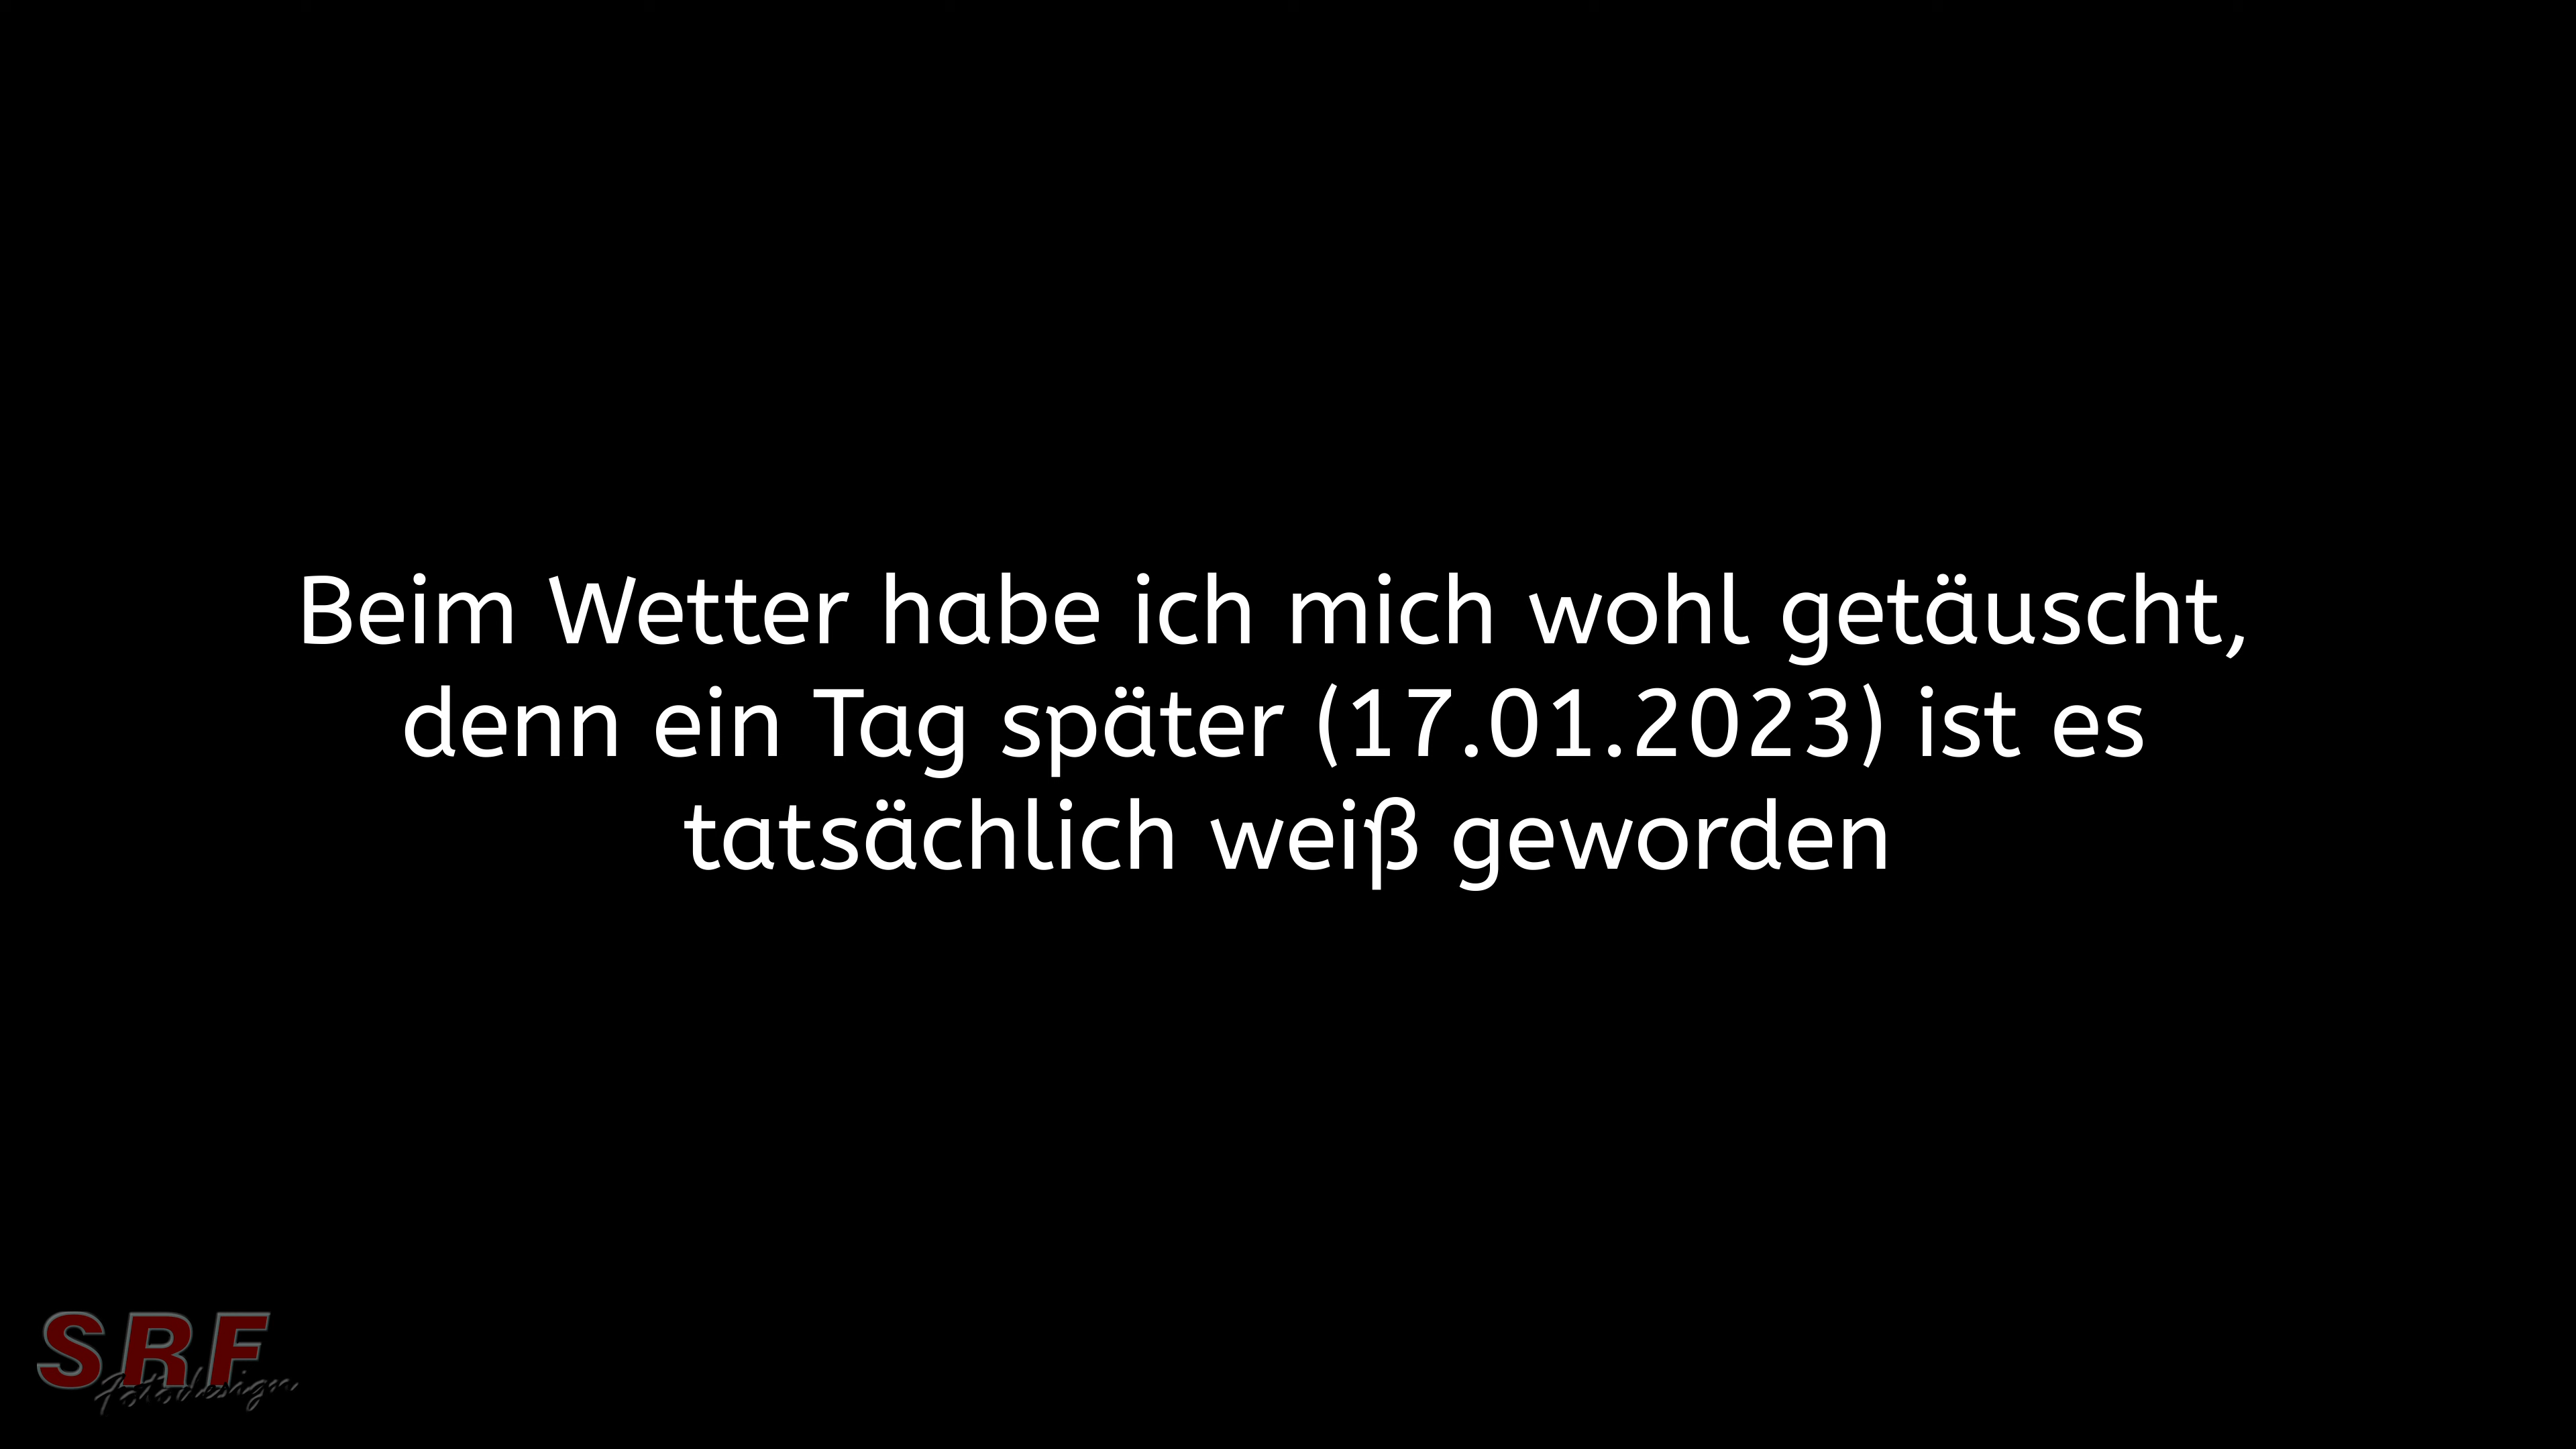 Beim Wetter habe ich mich wohl getäuscht,
denn ein Tag später (17.01.2023) ist es
tatsächlich weiß geworden
SRF
Fotodesign